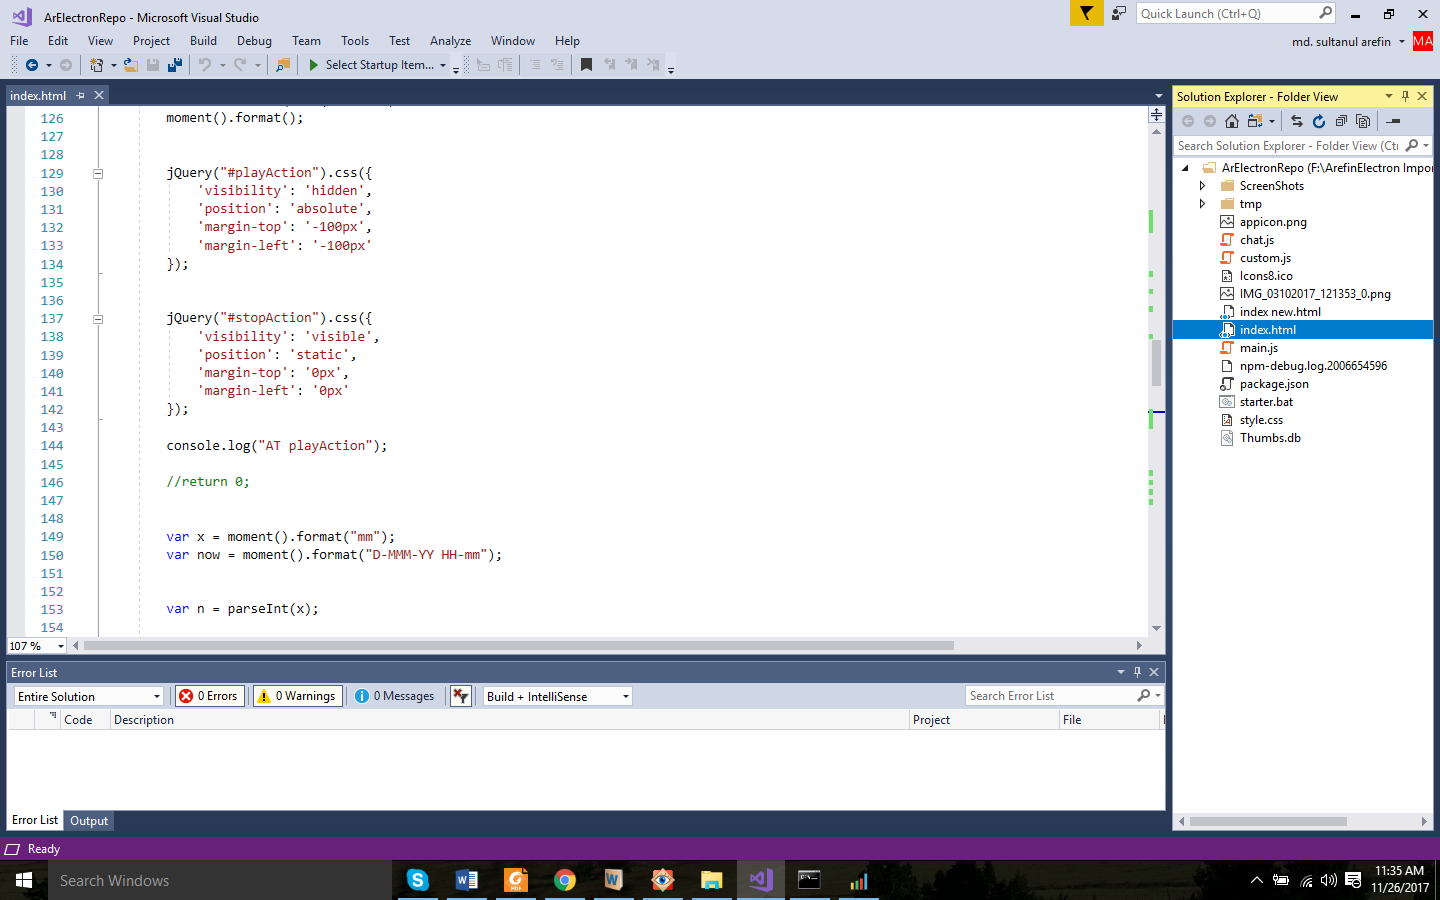 ArElectronRepo - Microsoft Visual Studio
Quick Launch (Ctrl+Q)
File Edit View Project Build Debug Team Tools Test Analyze Window Help
md. sultanul arefin MA
Select Startup Item...
index.html
126 moment().format();
127
128
129 jQuery("#playAction").css({
130 'visibility': 'hidden',
131 'position': 'absolute',
132 'margin-top': '-100px',
133 'margin-left': '-100px'
134 });
135
136
137 jQuery("#stopAction").css({
138 'visibility': 'visible',
139 'position': 'static',
140 'margin-top': '0px',
141 'margin-left': '0px'
142 });
143
144 console.log("AT playAction");
145
146 //return 0;
147
148
149 var x = moment().format("mm");
150 var now = moment().format("D-MMM-YY HH-mm");
151
152
153 var n = parseInt(x);
154
107 %
Solution Explorer - Folder View
Search Solution Explorer - Folder View (Ctr
ArElectronRepo (F:\ArefinElectron Impor
ScreenShots
tmp
appicon.png
chat.js
custom.js
Icons8.ico
IMG_03102017_121353_0.png
index new.html
index.html
main.js
npm-debug.log.2006654596
package.json
starter.bat
style.css
Thumbs.db
Error List
Entire Solution 0 Errors 0 Warnings 0 Messages Build + IntelliSense Search Error List
Code Description Project File
Error List Output
Ready
Search Windows
11:35 AM
11/26/2017